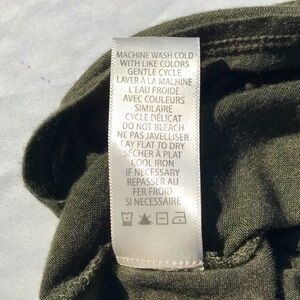 MACHINE WASH COLD
WITH LIKE COLORS
GENTLE CYCLE
LAVER À LA MACHINE
L'EAU FROIDE
AVEC COULEURS
SIMILAIRE
CYCLE DÉLICAT
DO NOT BLEACH
NE PAS JAVELLISER
LAY FLAT TO DRY
SÉCHER À PLAT
COOL IRON
IF NECESSARY
REPASSER AU
FER FROID
SI NECESSAIRE